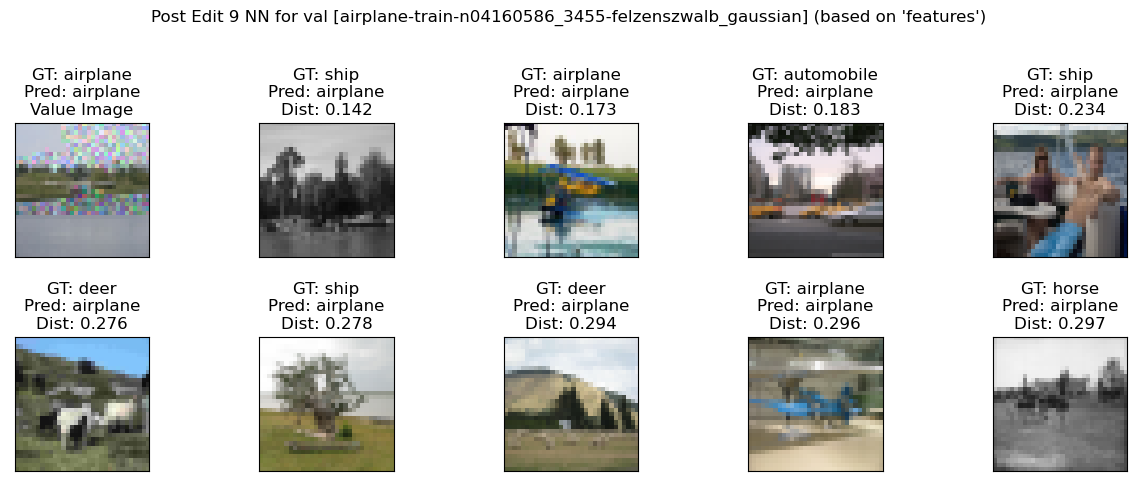 Post Edit 9 NN for val [airplane-train-n04160586_3455-felzenszwalb_gaussian] (based on 'features')
GT: airplane
Pred: airplane
Value Image
GT: ship
Pred: airplane
Dist: 0.142
GT: airplane
Pred: airplane
Dist: 0.173
GT: automobile
Pred: airplane
Dist: 0.183
GT: ship
Pred: airplane
Dist: 0.234
GT: deer
Pred: airplane
Dist: 0.276
GT: ship
Pred: airplane
Dist: 0.278
GT: deer
Pred: airplane
Dist: 0.294
GT: airplane
Pred: airplane
Dist: 0.296
GT: horse
Pred: airplane
Dist: 0.297